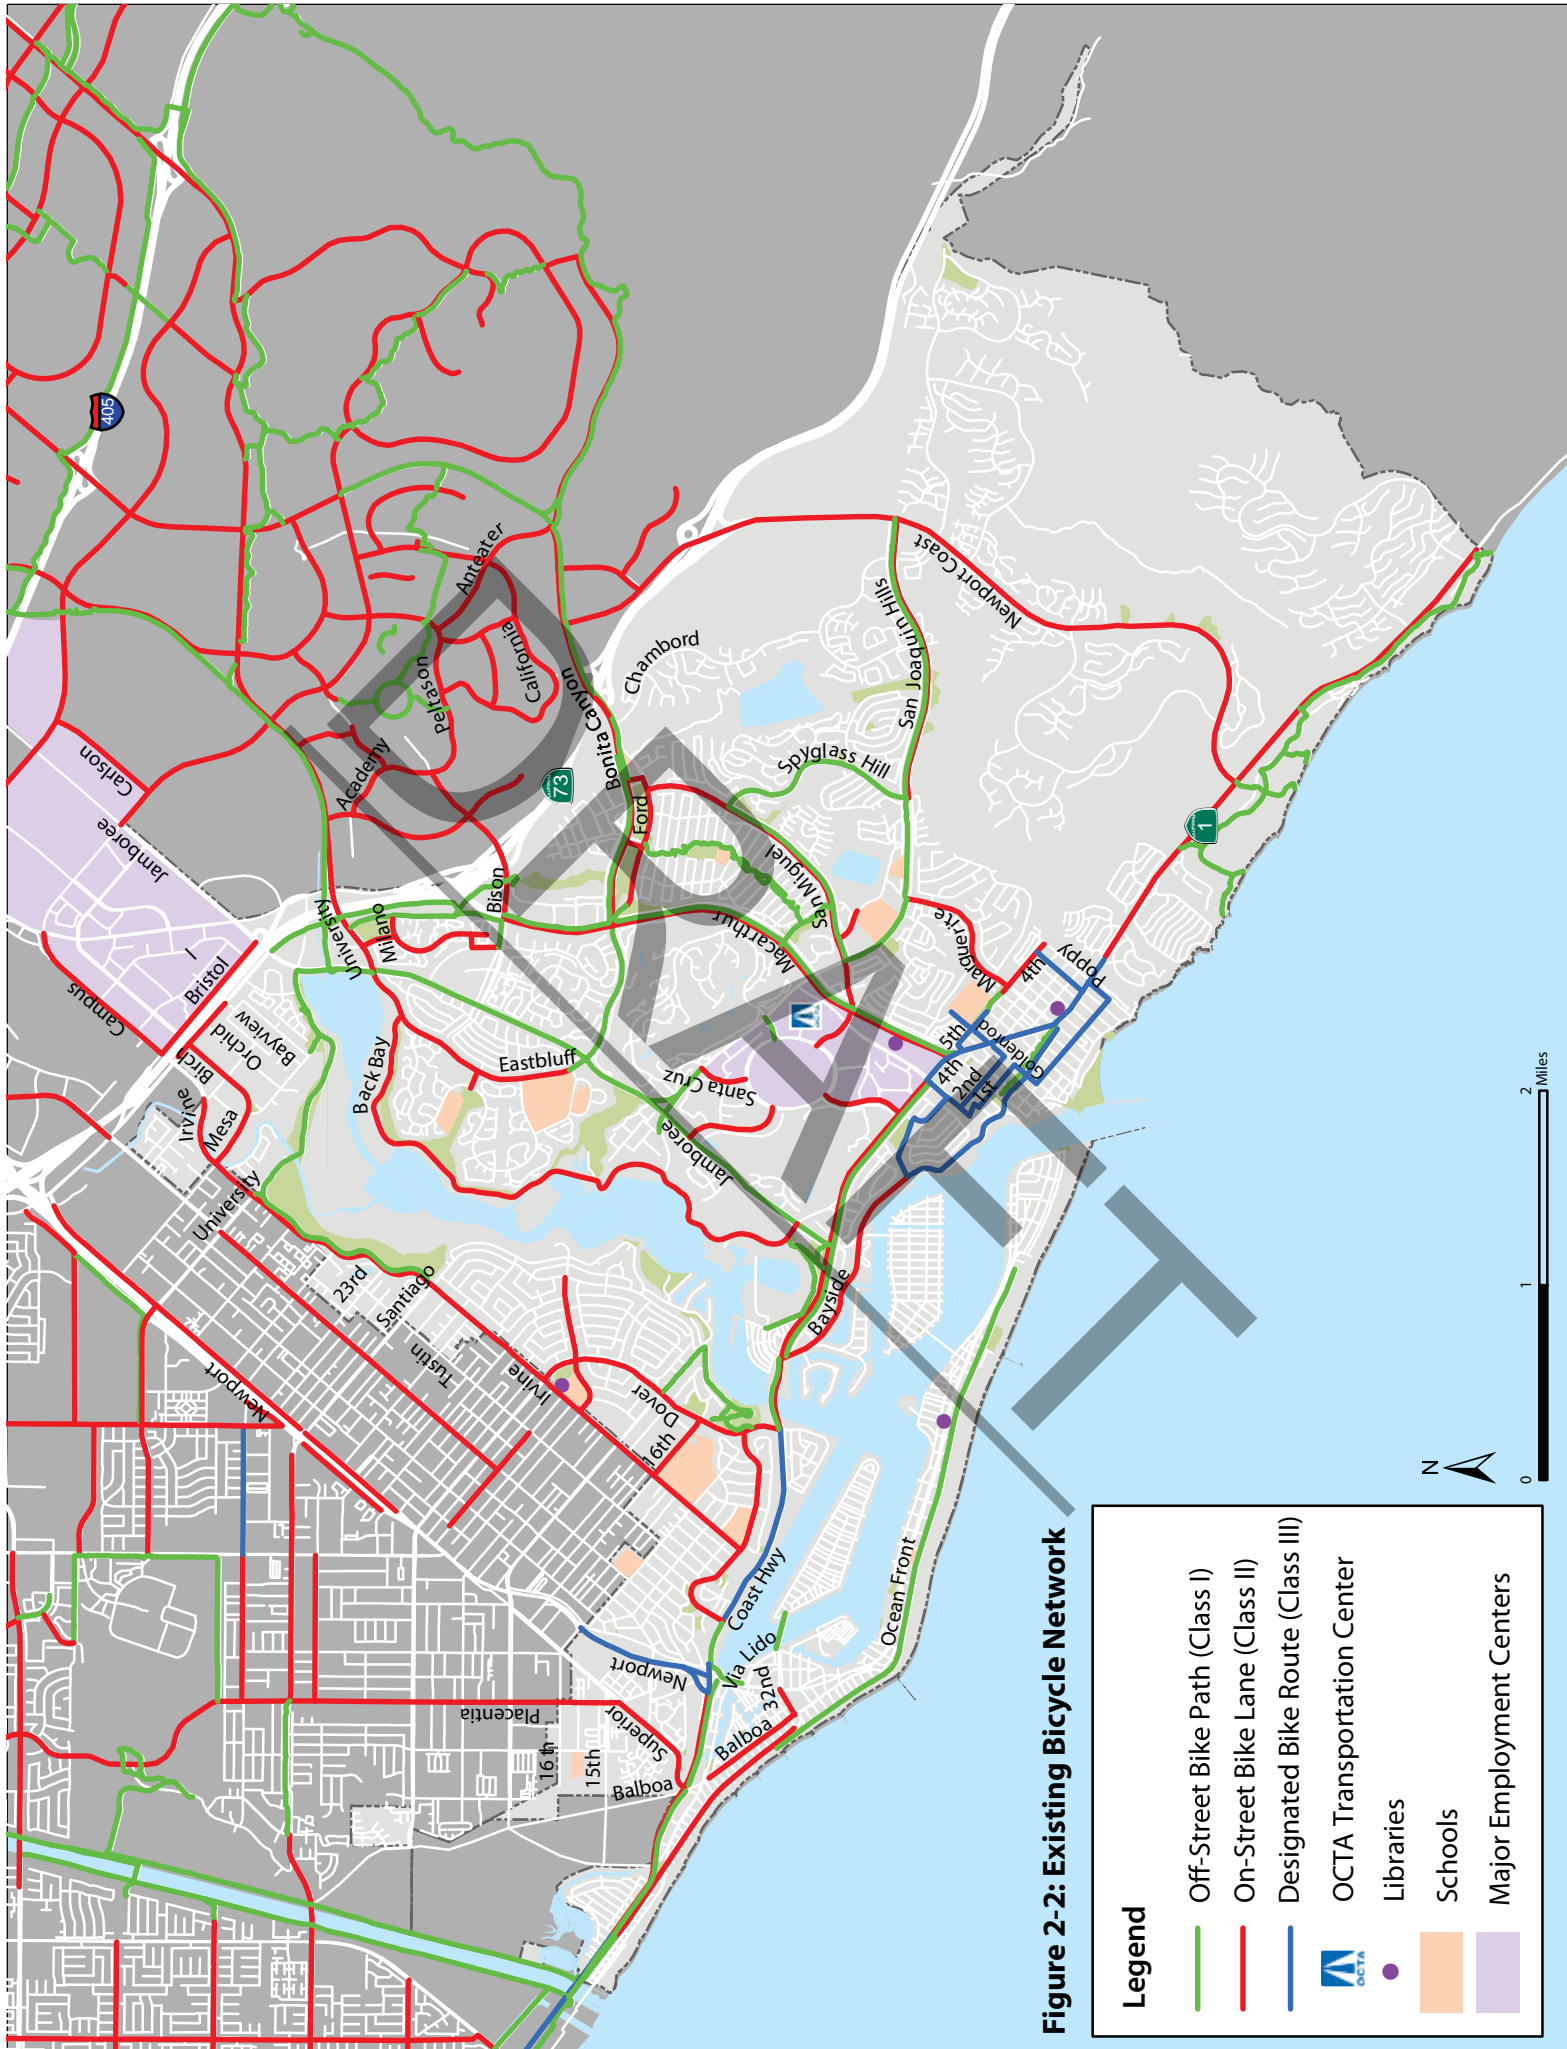 405
Carlson
Jamboree
Campus
Bristol
Birch
Orchid
Bayview
Irvine
Mesa
University
University
Milano
Bison
Academy
Peltason
Anteater
California
73
Bonita Canyon
Chambord
Ford
Back Bay
Eastbluff
Santa Cruz
Jamboree
Macarthur
San Miguel
Spyglass Hill
San Joaquin Hills
Newport Coast
Marguerite
4th
Poppy
5th
Goldenrod
4th
2nd
1st
1
23rd
Santiago
Tustin
Irvine
Newport
Dover
16th
Bayside
Coast Hwy
Via Lido
32nd
Newport
Placentia
Superior
16th
15th
Balboa
Balboa
Ocean Front
DRAFT
OCTA
N
0 1 2 Miles
Figure 2-2: Existing Bicycle Network
Legend
Off-Street Bike Path (Class I)
On-Street Bike Lane (Class II)
Designated Bike Route (Class III)
OCTA OCTA Transportation Center
Libraries
Schools
Major Employment Centers